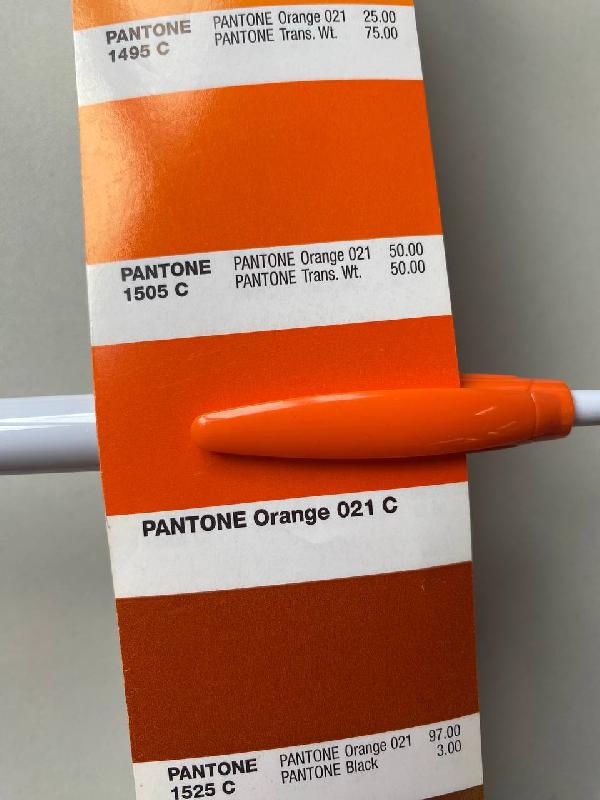 PANTONE PANTONE Orange 021 25.00
1495 C PANTONE Trans. Wt. 75.00
PANTONE PANTONE Orange 021 50.00
1505 C PANTONE Trans. Wt. 50.00
PANTONE Orange 021 C
PANTONE PANTONE Orange 021 97.00
1525 C PANTONE Black 3.00